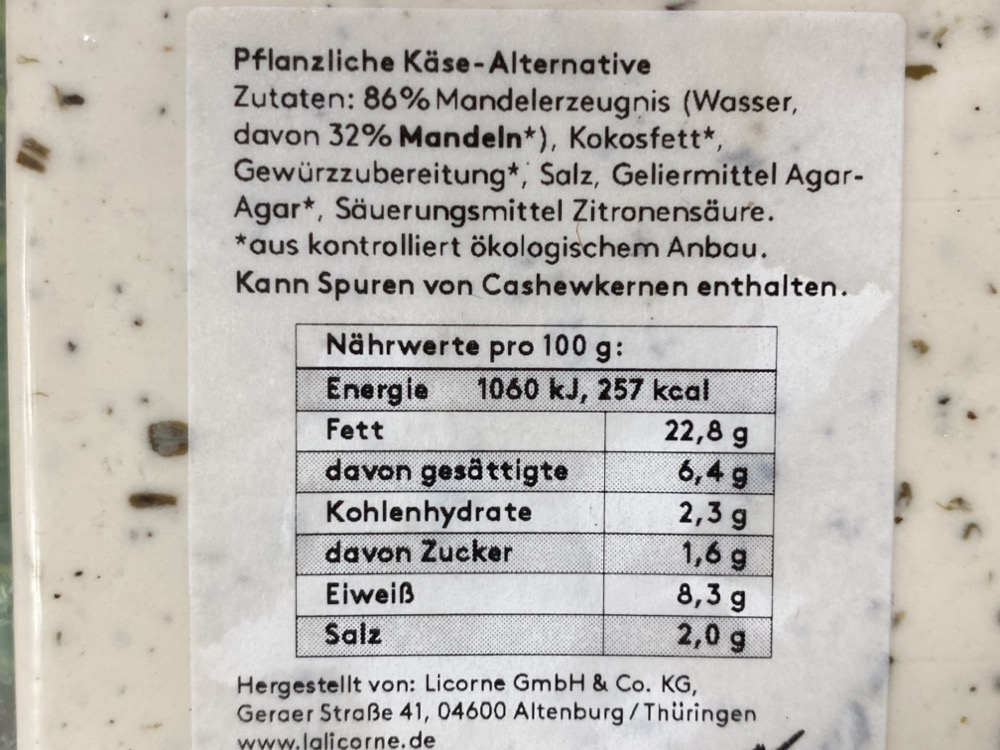 Pflanzliche Käse-Alternative
Zutaten: 86% Mandelerzeugnis (Wasser,
davon 32% Mandeln*), Kokosfett*,
Gewürzzubereitung*, Salz, Geliermittel Agar-
Agar*, Säuerungsmittel Zitronensäure.
*aus kontrolliert ökologischem Anbau.
Kann Spuren von Cashewkernen enthalten.
Nährwerte pro 100 g:
Energie 1060 kJ, 257 kcal
Fett 22,8 g
davon gesättigte 6,4 g
Kohlenhydrate 2,3 g
davon Zucker 1,6 g
Eiweiß 8,3 g
Salz 2,0 g
Hergestellt von: Licorne GmbH & Co. KG,
Geraer Straße 41, 04600 Altenburg/Thüringen
www.lalicorne.de